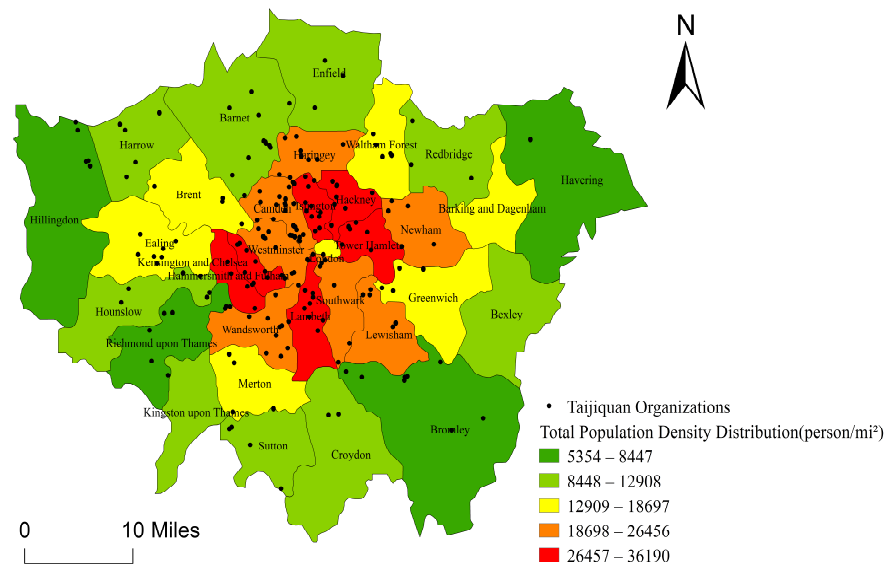 N
Enfield
Barnet
Harrow
Haringey
Waltham Forest
Redbridge
Havering
Hillingdon
Brent
Camden
Islington
Hackney
Newham
Barking and Dagenham
Ealing
Westminster
Tower Hamlets
Kensington and Chelsea
Hammersmith and Fulham
Hounslow
Southwark
Greenwich
Bexley
Richmond upon Thames
Wandsworth
Lambeth
Lewisham
Merton
Kingston upon Thames
Sutton
Croydon
Bromley
Taijiquan Organizations
Total Population Density Distribution(person/mi²)
5354 – 8447
8448 – 12908
12909 – 18697
18698 – 26456
26457 – 36190
0 10 Miles